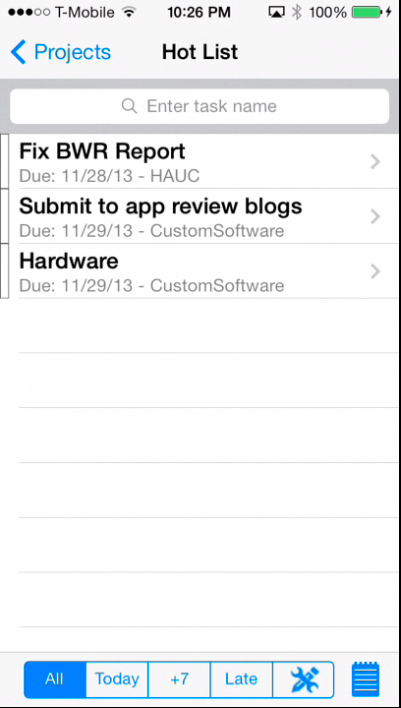 T-Mobile 10:26 PM 100%
Projects Hot List
Enter task name
Fix BWR Report
Due: 11/28/13 - HAUC
Submit to app review blogs
Due: 11/29/13 - CustomSoftware
Hardware
Due: 11/29/13 - CustomSoftware
All Today +7 Late